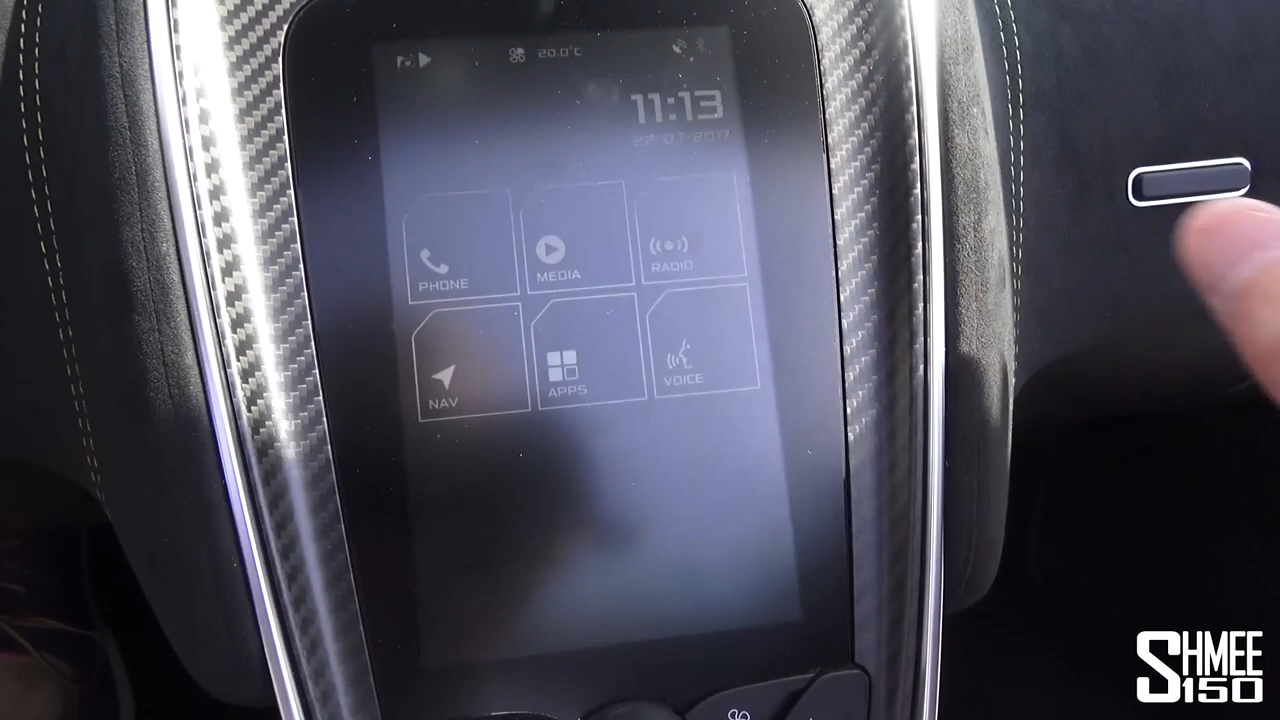 20.0°C
11:13
22-07-2017
PHONE
MEDIA
RADIO
NAV
APPS
VOICE
SHMEE
150